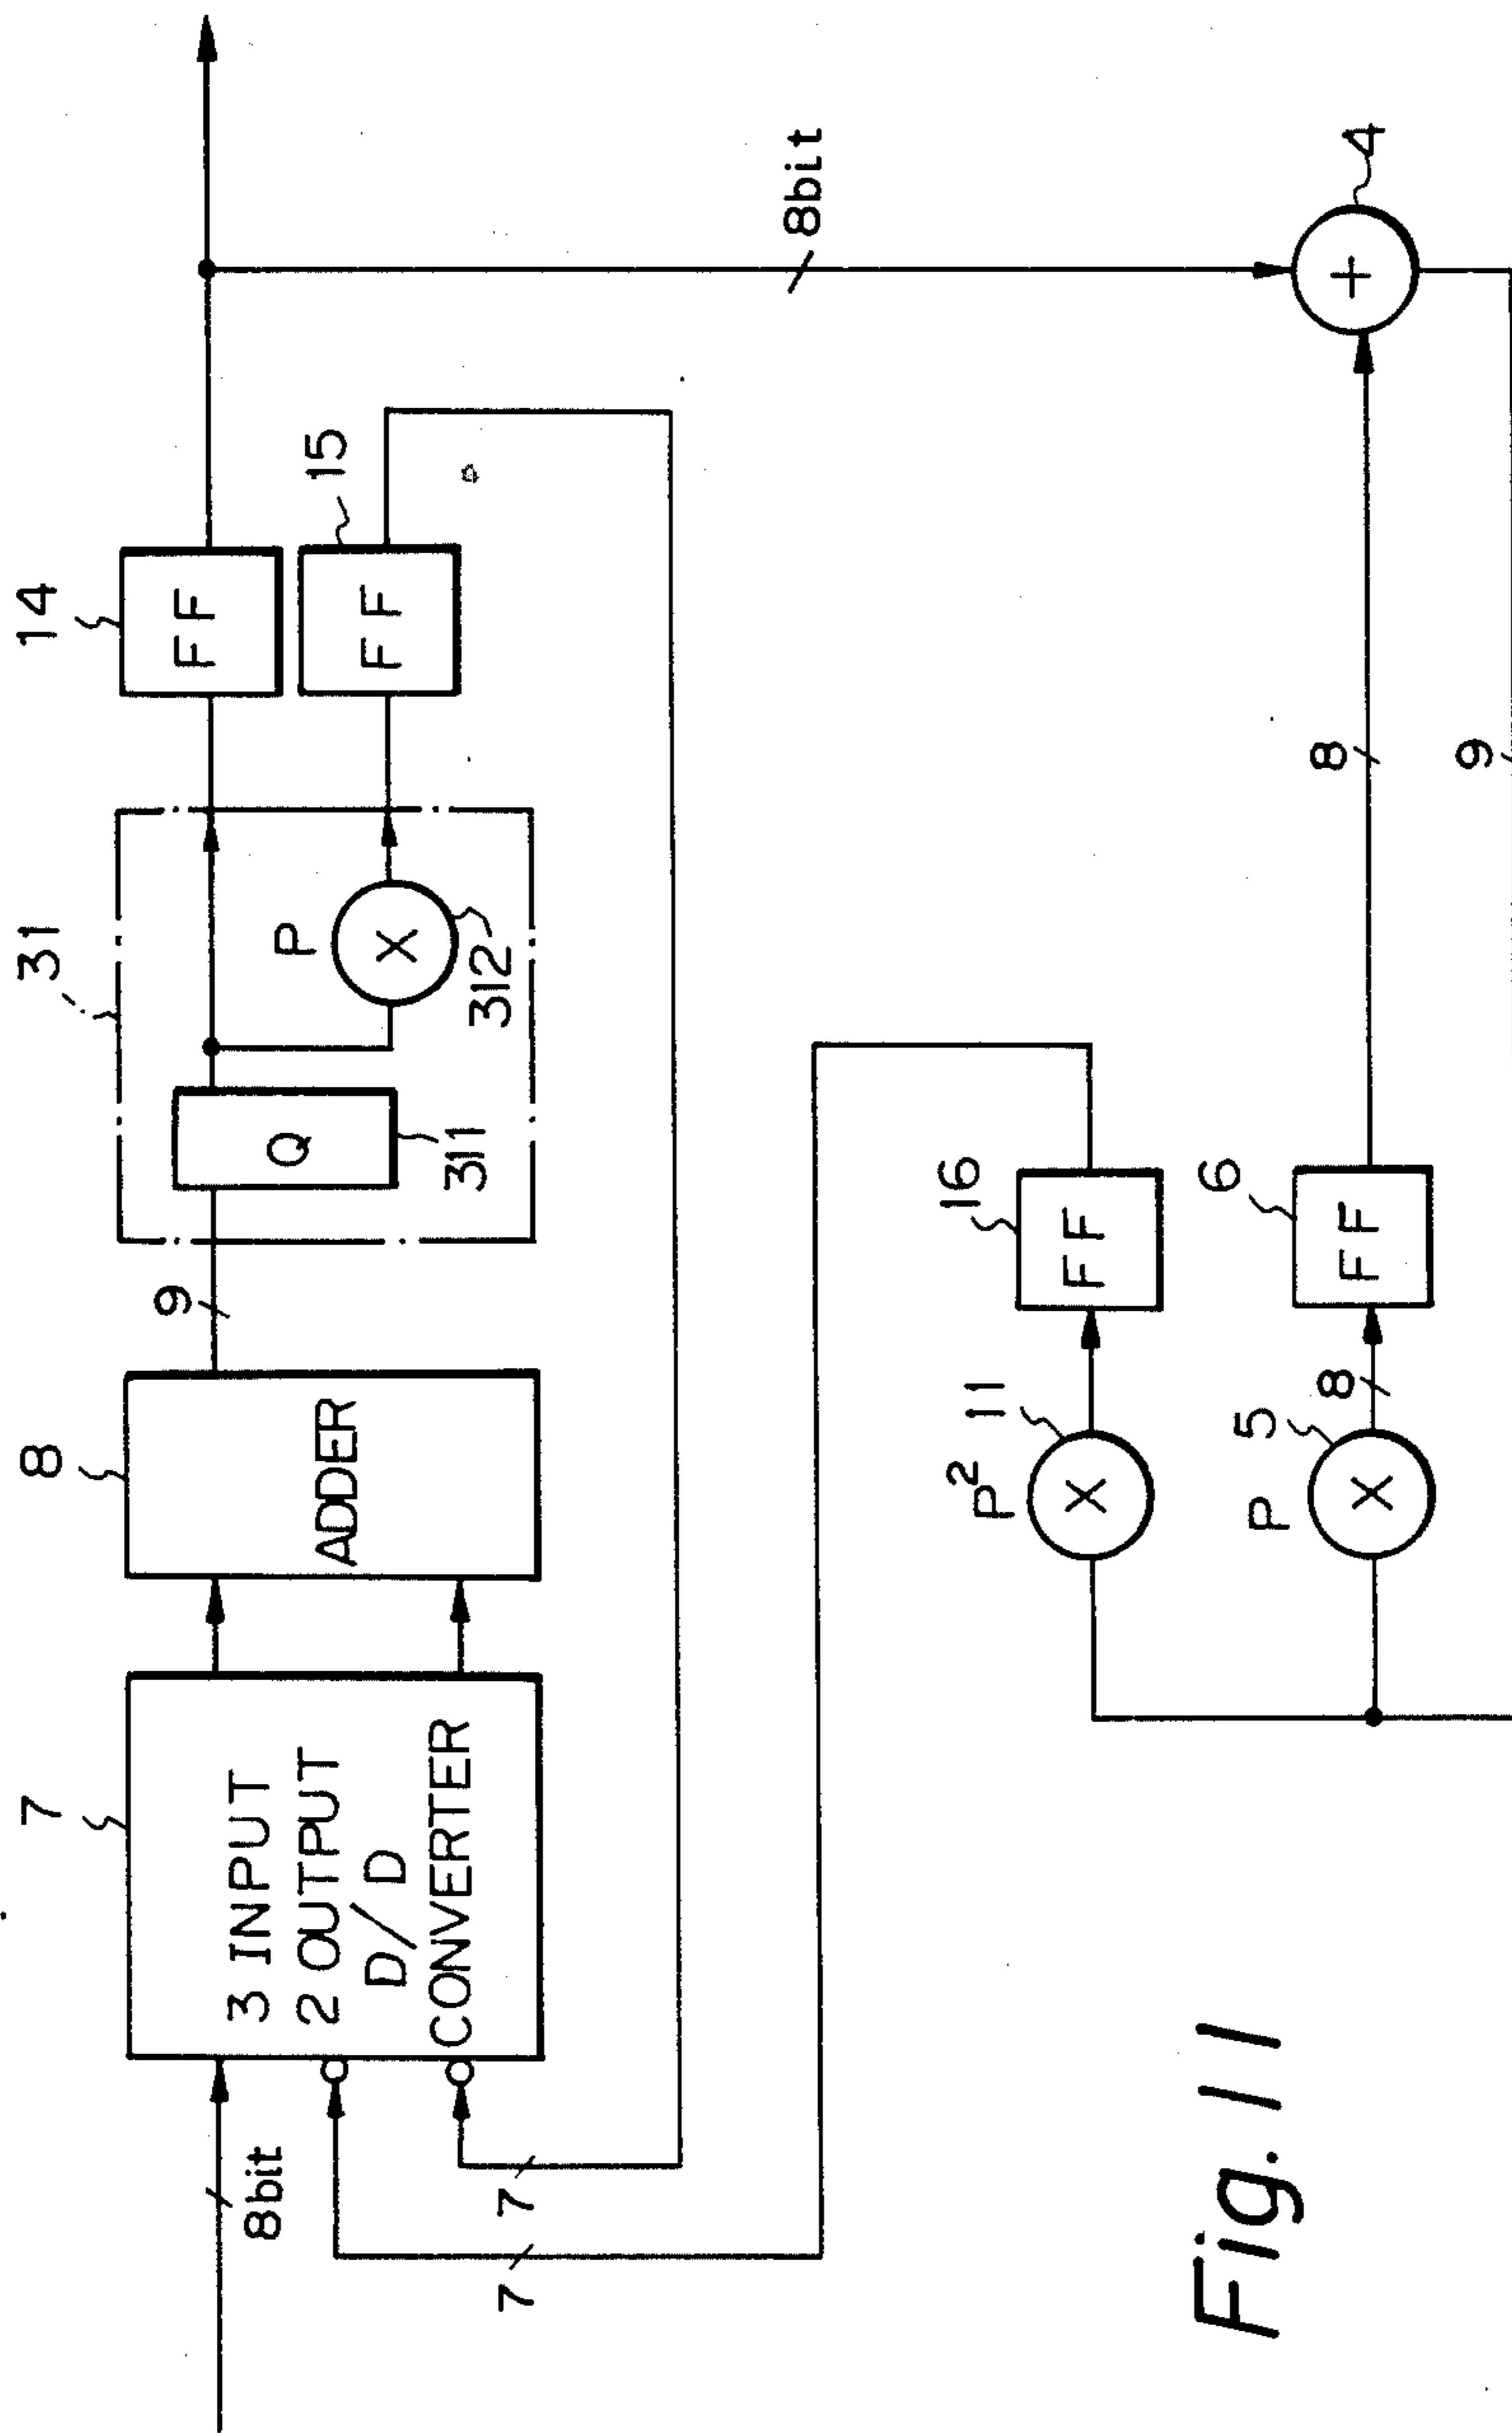 7
3 INPUT
2 OUTPUT
D/D
CONVERTER
8bit
7
7
8
ADDER
9
31
Q
311
P
X
312
14
FF
15
FF
8bit
4
+
P²
11
X
16
FF
P
5
X
8
6
FF
8
9
Fig. 11